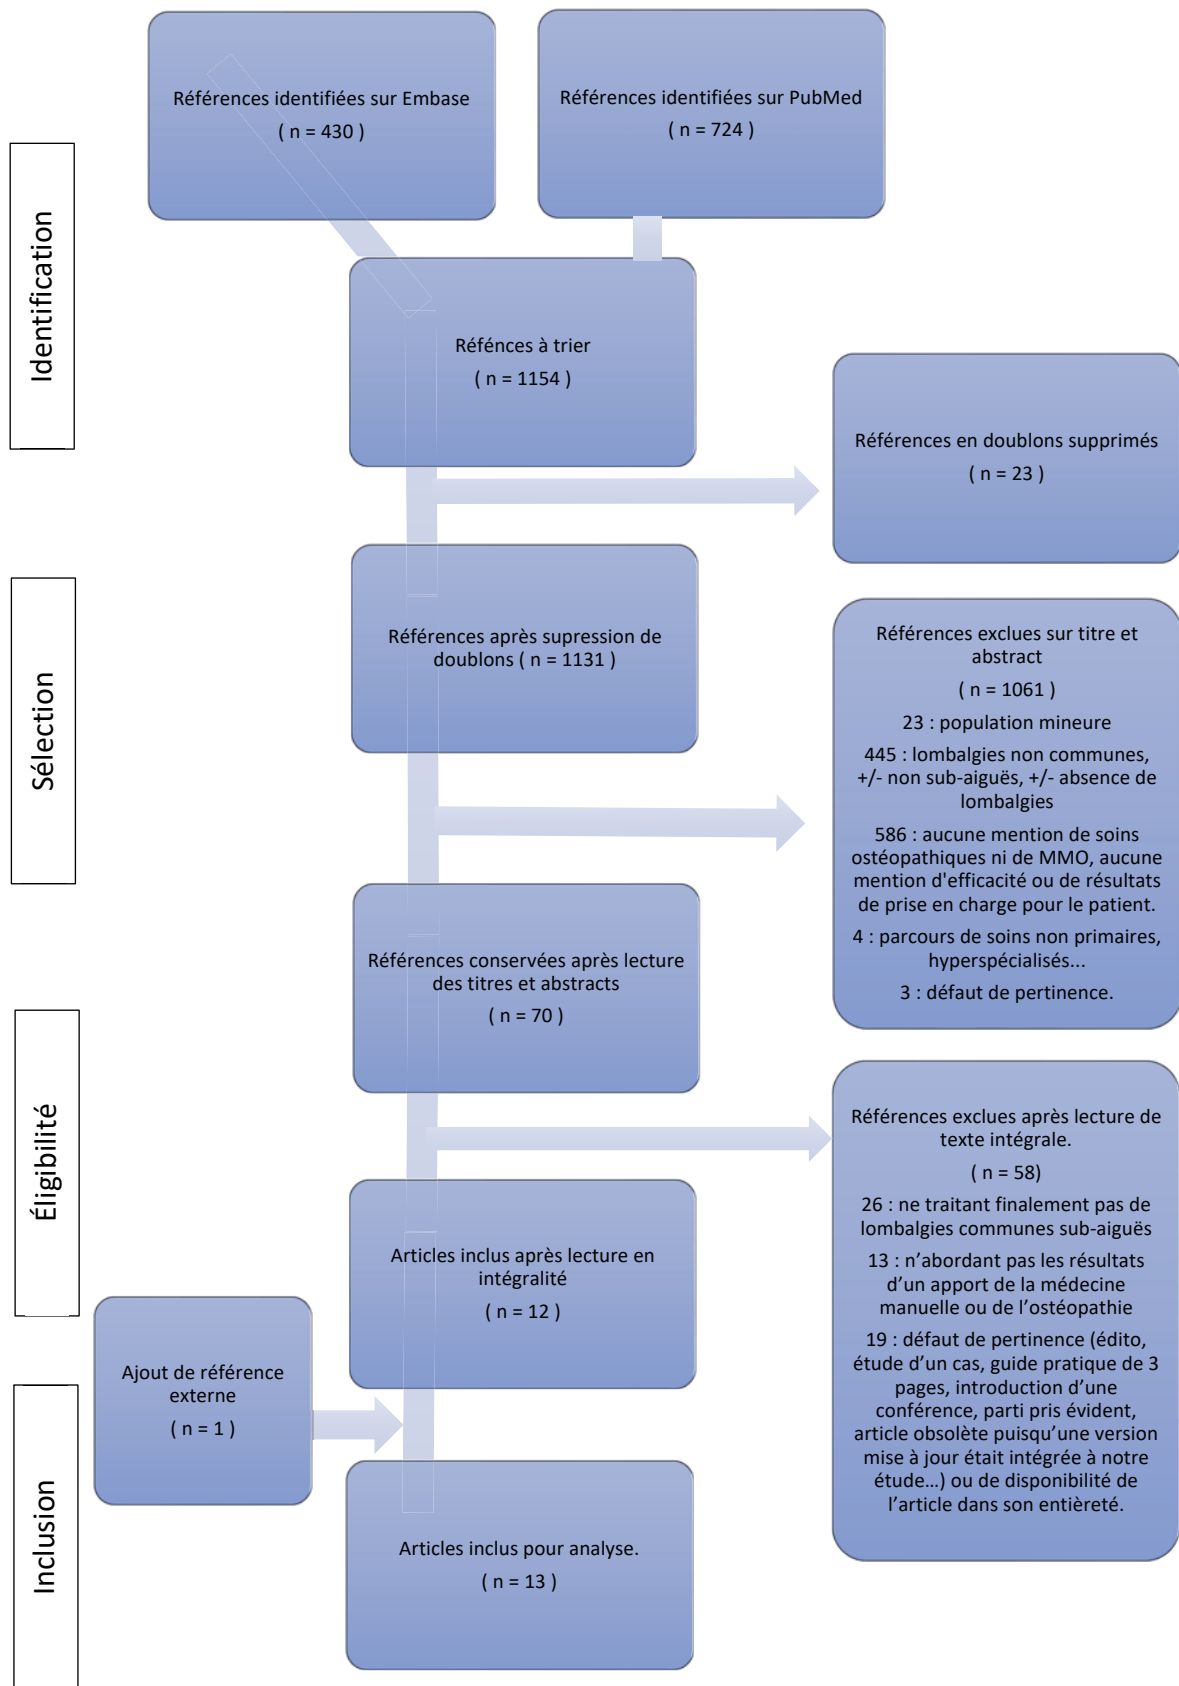 Références identifiées sur Embase
( n = 430 )
Références identifiées sur PubMed
( n = 724 )
Identification
Référnces à trier
( n = 1154 )
Références en doublons supprimés
( n = 23 )
Sélection
Références après supression de
doublons ( n = 1131 )
Références exclues sur titre et
abstract
( n = 1061 )
23 : population mineure
445 : lombalgies non communes,
+/- non sub-aiguës, +/- absence de
lombalgies
586 : aucune mention de soins
ostéopathiques ni de MMO, aucune
mention d'efficacité ou de résultats
de prise en charge pour le patient.
4 : parcours de soins non primaires,
hyperspécialisés...
3 : défaut de pertinence.
Références conservées après lecture
des titres et abstracts
( n = 70 )
Éligibilité
Références exclues après lecture de
texte intégrale.
( n = 58)
26 : ne traitant finalement pas de
lombalgies communes sub-aiguës
13 : n’abordant pas les résultats
d’un apport de la médecine
manuelle ou de l’ostéopathie
19 : défaut de pertinence (édito,
étude d’un cas, guide pratique de 3
pages, introduction d’une
conférence, parti pris évident,
article obsolète puisqu’une version
mise à jour était intégrée à notre
étude…) ou de disponibilité de
l’article dans son entièreté.
Articles inclus après lecture en
intégralité
( n = 12 )
Ajout de référence
externe
( n = 1 )
Inclusion
Articles inclus pour analyse.
( n = 13 )